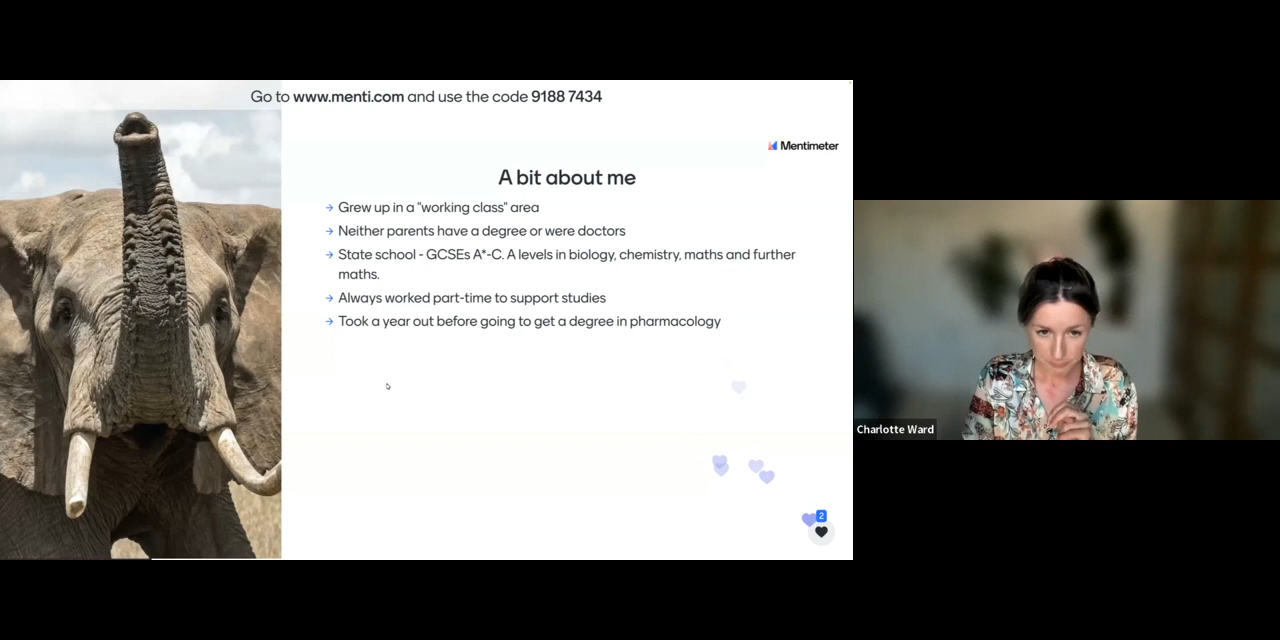 Go to www.menti.com and use the code 9188 7434
Mentimeter
A bit about me
→ Grew up in a "working class" area
→ Neither parents have a degree or were doctors
→ State school - GCSEs A*-C. A levels in biology, chemistry, maths and further
maths.
→ Always worked part-time to support studies
→ Took a year out before going to get a degree in pharmacology
2
Charlotte Ward